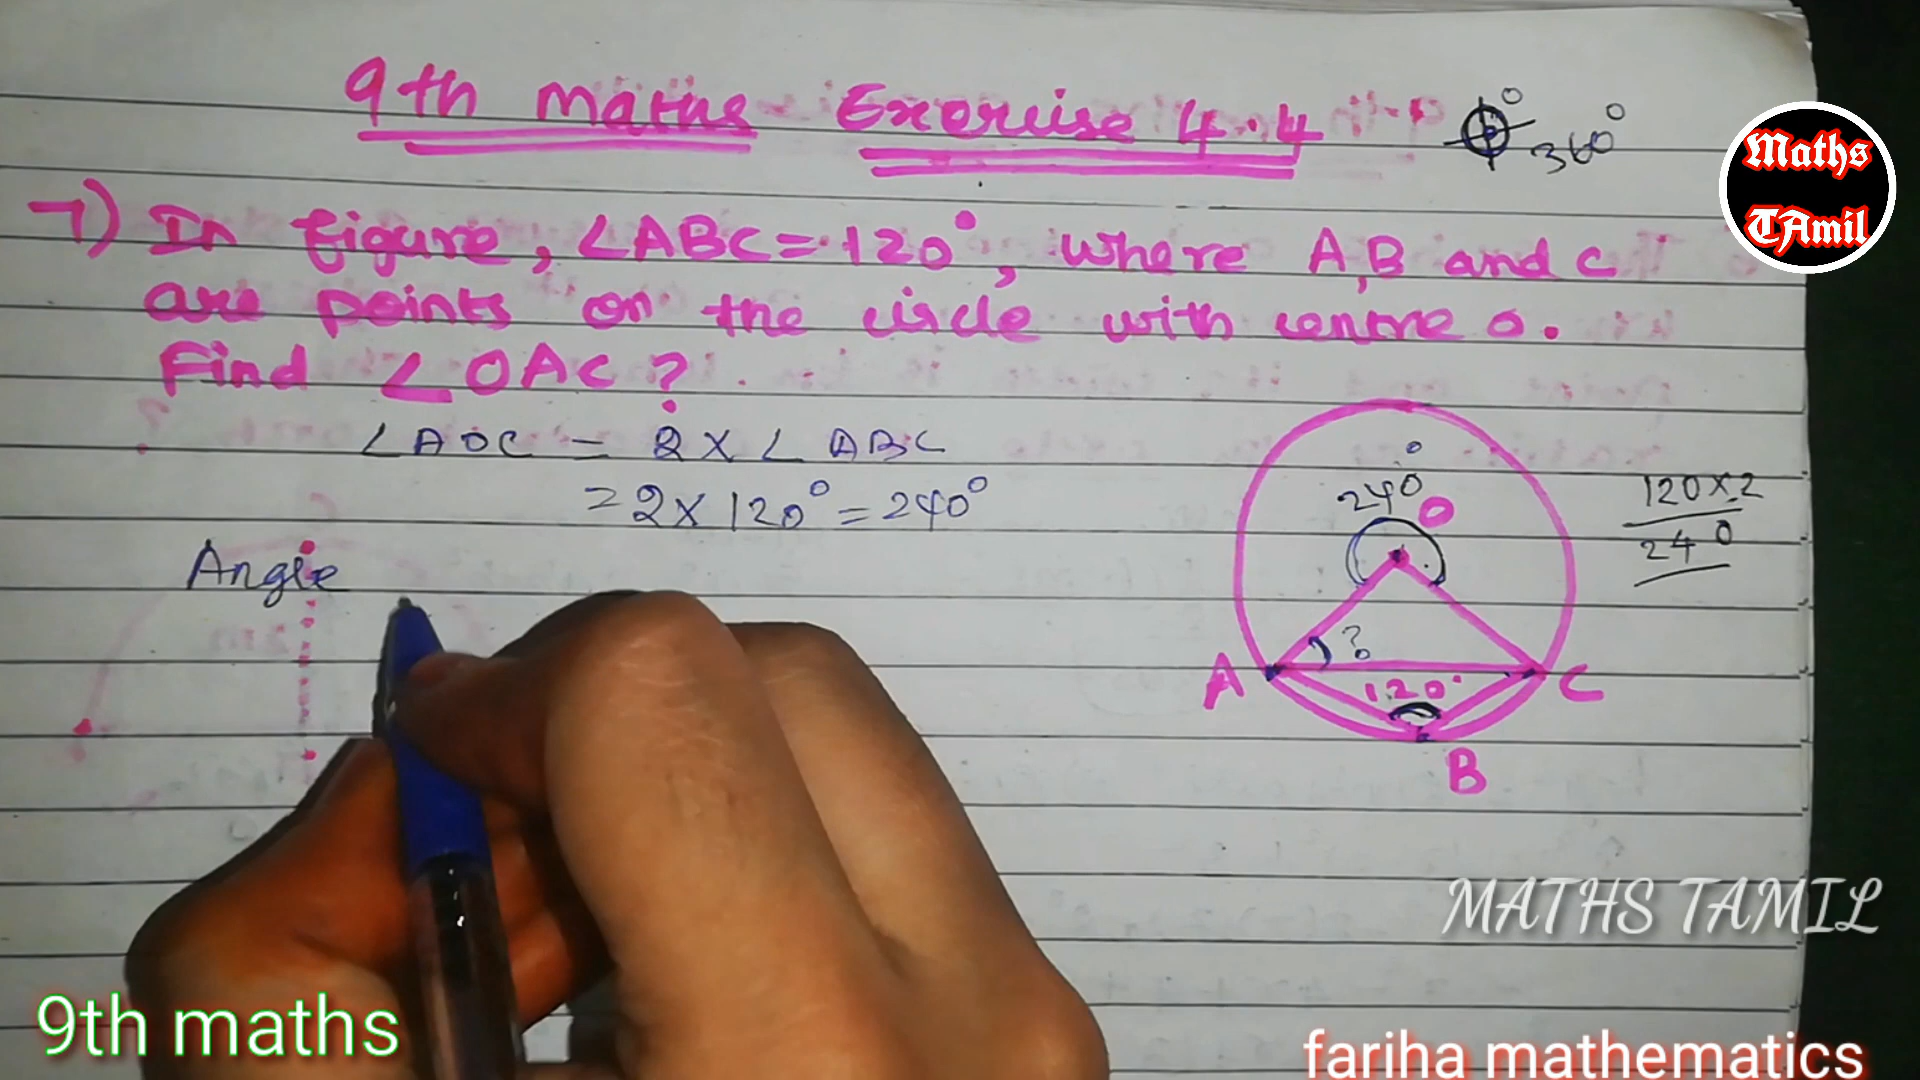 9th maths Exercise 4.4
360°
Maths
TAmil
7) In figure, ∠ABC = 120°, where A,B and C
are points on the circle with centre O.
Find ∠OAC?
∠AOC = 2 × ∠ABC
= 2 × 120° = 240°
Angle
240°
O
120×2
240
?
A
120°
C
B
MATHS TAMIL
9th maths
fariha mathematics